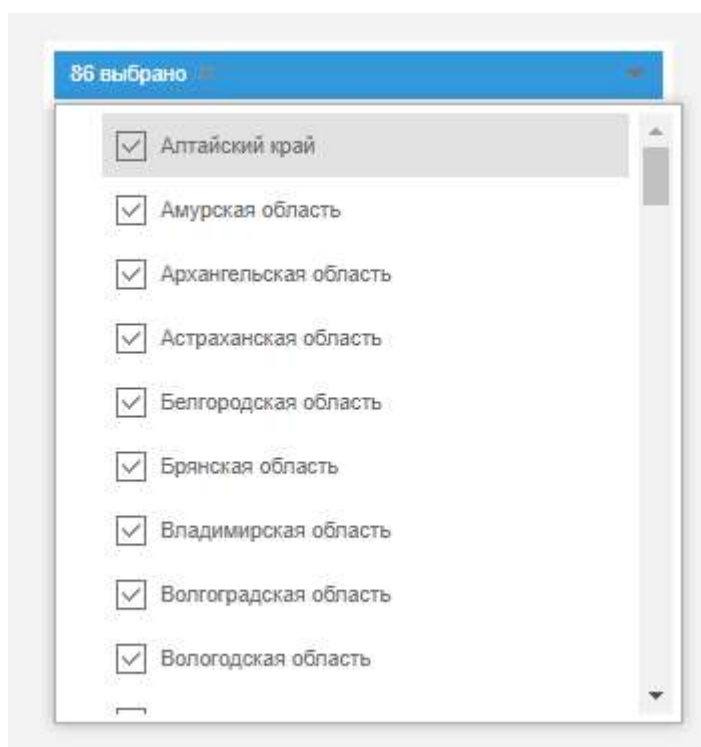 86 выбрано
Алтайский край
Амурская область
Архангельская область
Астраханская область
Белгородская область
Брянская область
Владимирская область
Волгоградская область
Вологодская область